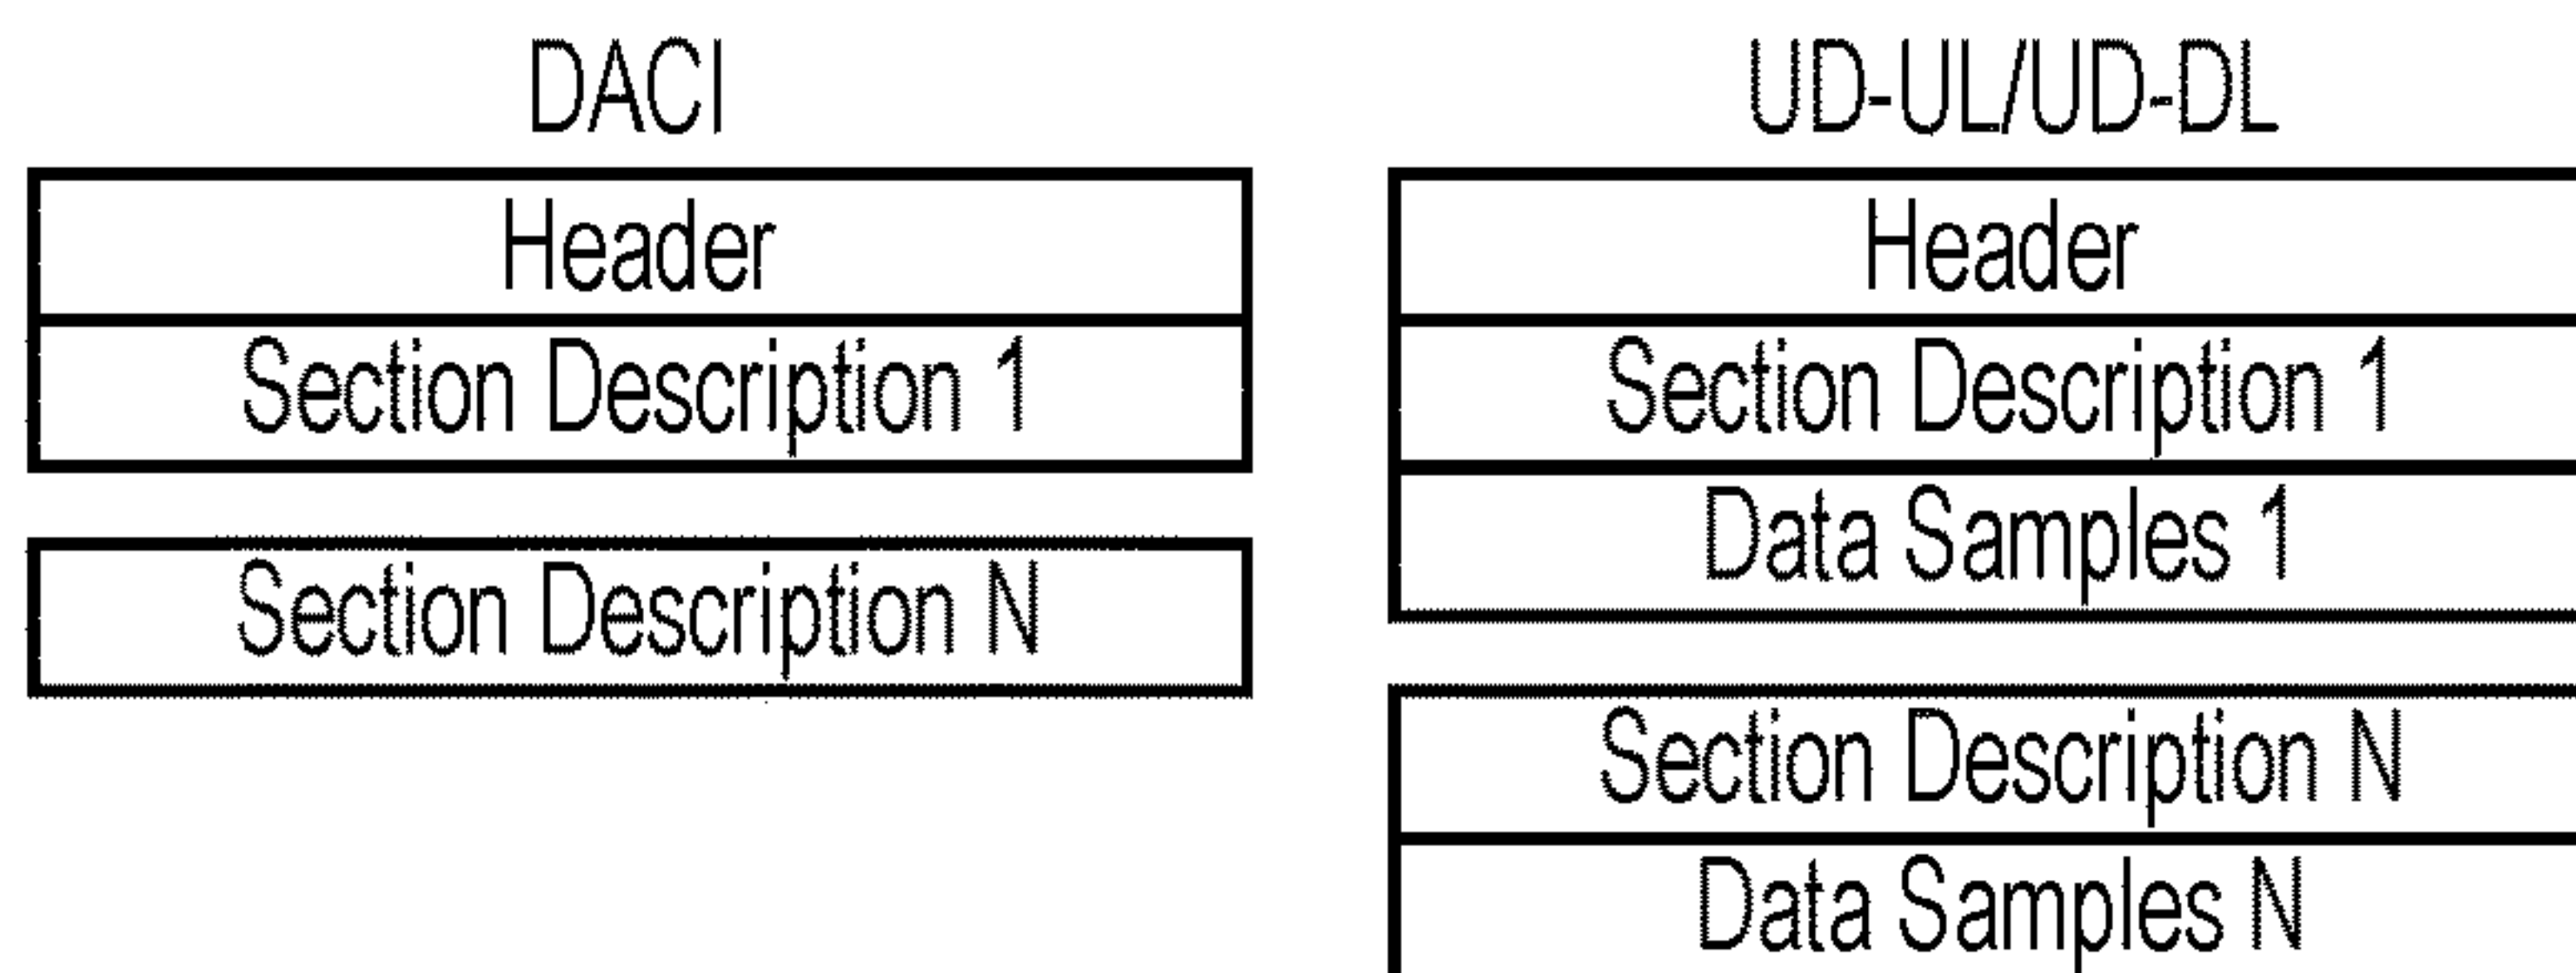 DACI
Header
Section Description 1
Section Description N
UD-UL/UD-DL
Header
Section Description 1
Data Samples 1
Section Description N
Data Samples N